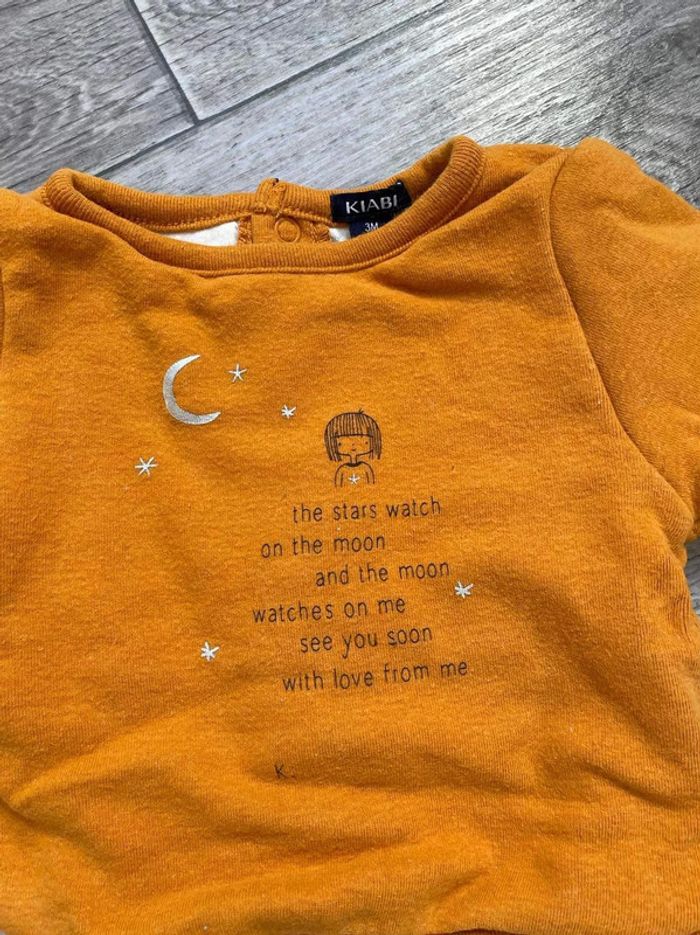 KIABI
3M
the stars watch
on the moon
and the moon
watches on me
see you soon
with love from me
K.